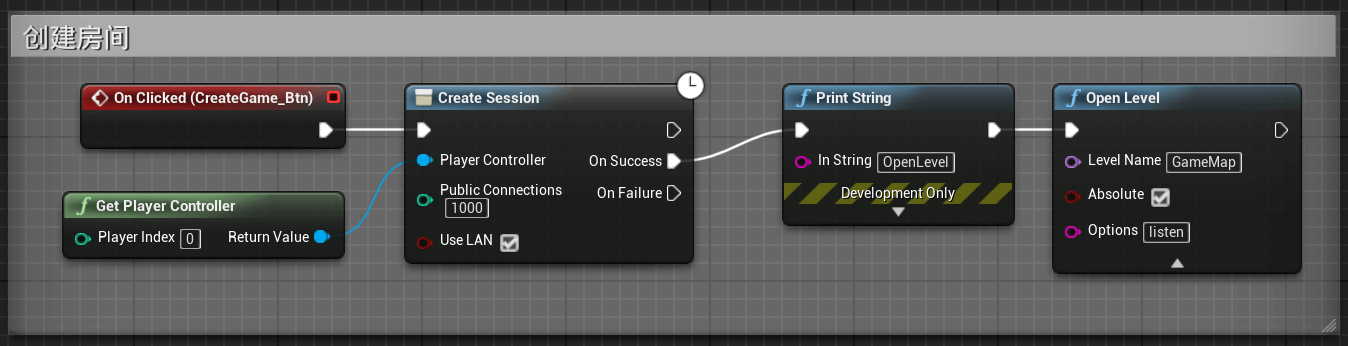 创建房间
On Clicked (CreateGame_Btn)
Get Player Controller
Player Index 0 Return Value
Create Session
Player Controller On Success
Public Connections On Failure
1000
Use LAN
Print String
In String OpenLevel
Development Only
Open Level
Level Name GameMap
Absolute
Options listen